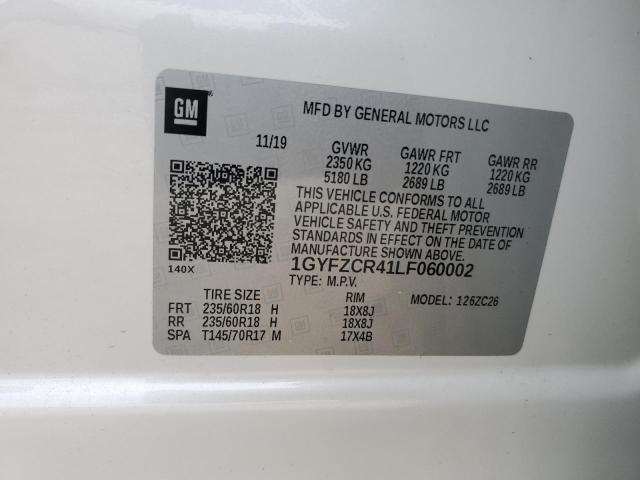 GM
MFD BY GENERAL MOTORS LLC
11/19 GVWR GAWR FRT GAWR RR
2350 KG 1220 KG 1220 KG
5180 LB 2689 LB 2689 LB
THIS VEHICLE CONFORMS TO ALL
APPLICABLE U.S. FEDERAL MOTOR
VEHICLE SAFETY AND THEFT PREVENTION
STANDARDS IN EFFECT ON THE DATE OF
MANUFACTURE SHOWN ABOVE.
140X 1GYFZCR41LF060002
TYPE: M.P.V. MODEL: 126ZC26
TIRE SIZE RIM
FRT 235/60R18 H 18X8J
RR 235/60R18 H 18X8J
SPA T145/70R17 M 17X4B